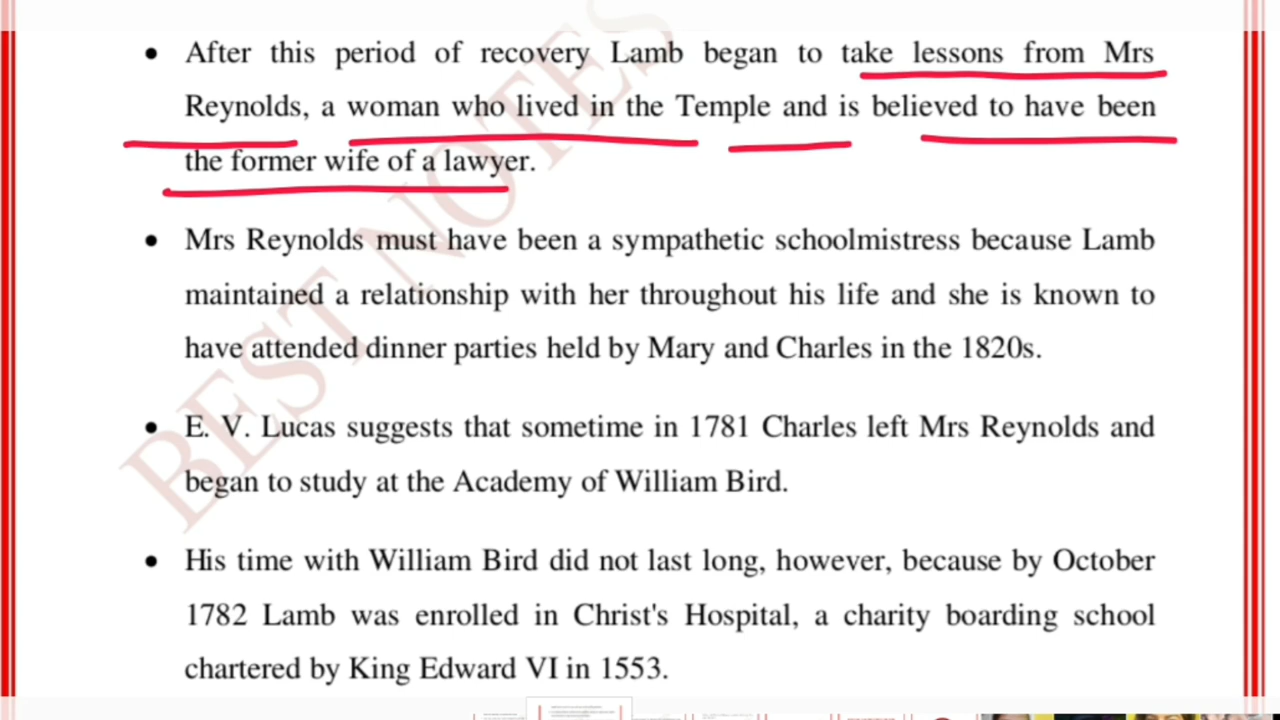 • After this period of recovery Lamb began to take lessons from Mrs
Reynolds, a woman who lived in the Temple and is believed to have been
the former wife of a lawyer.
• Mrs Reynolds must have been a sympathetic schoolmistress because Lamb
maintained a relationship with her throughout his life and she is known to
have attended dinner parties held by Mary and Charles in the 1820s.
• E. V. Lucas suggests that sometime in 1781 Charles left Mrs Reynolds and
began to study at the Academy of William Bird.
• His time with William Bird did not last long, however, because by October
1782 Lamb was enrolled in Christ's Hospital, a charity boarding school
chartered by King Edward VI in 1553.
BEST NOTES